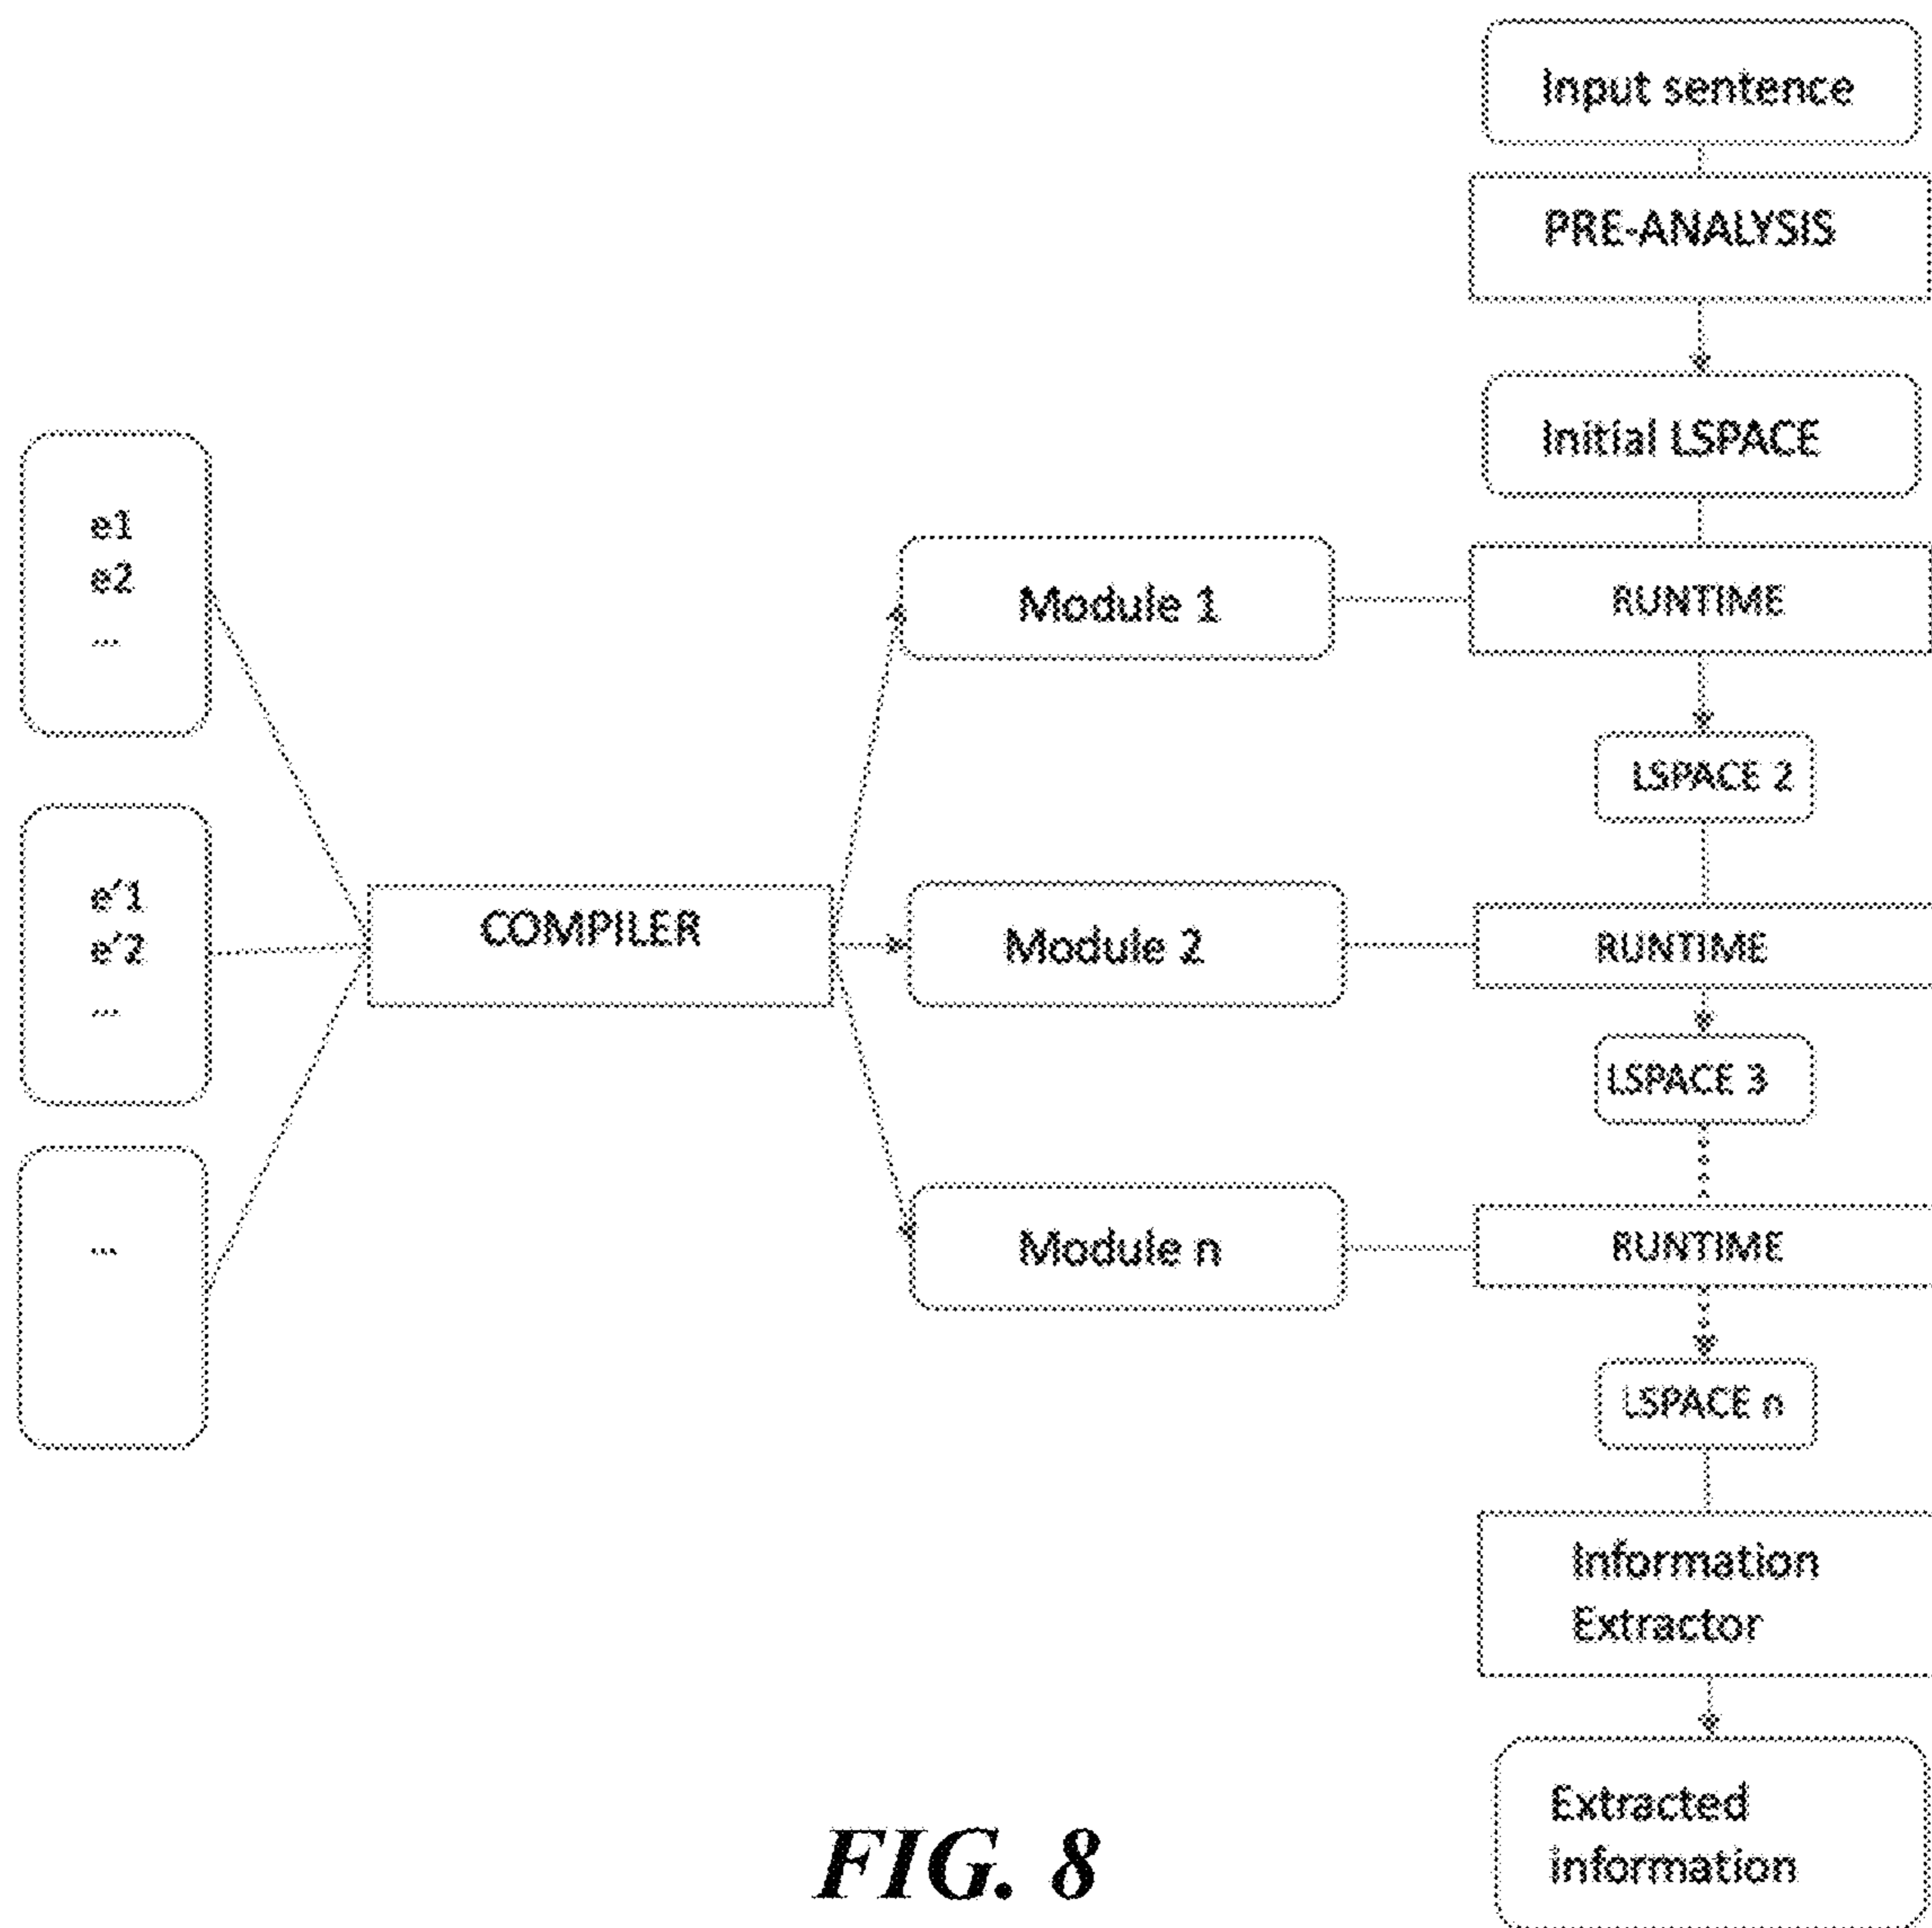 Input sentence
PRE-ANALYSIS
Initial LSPACE
e1
e2
...
Module 1
RUNTIME
LSPACE 2
e'1
e'2
...
COMPILER
Module 2
RUNTIME
LSPACE 3
...
Module n
RUNTIME
LSPACE n
Information
Extractor
Extracted
information
FIG. 8